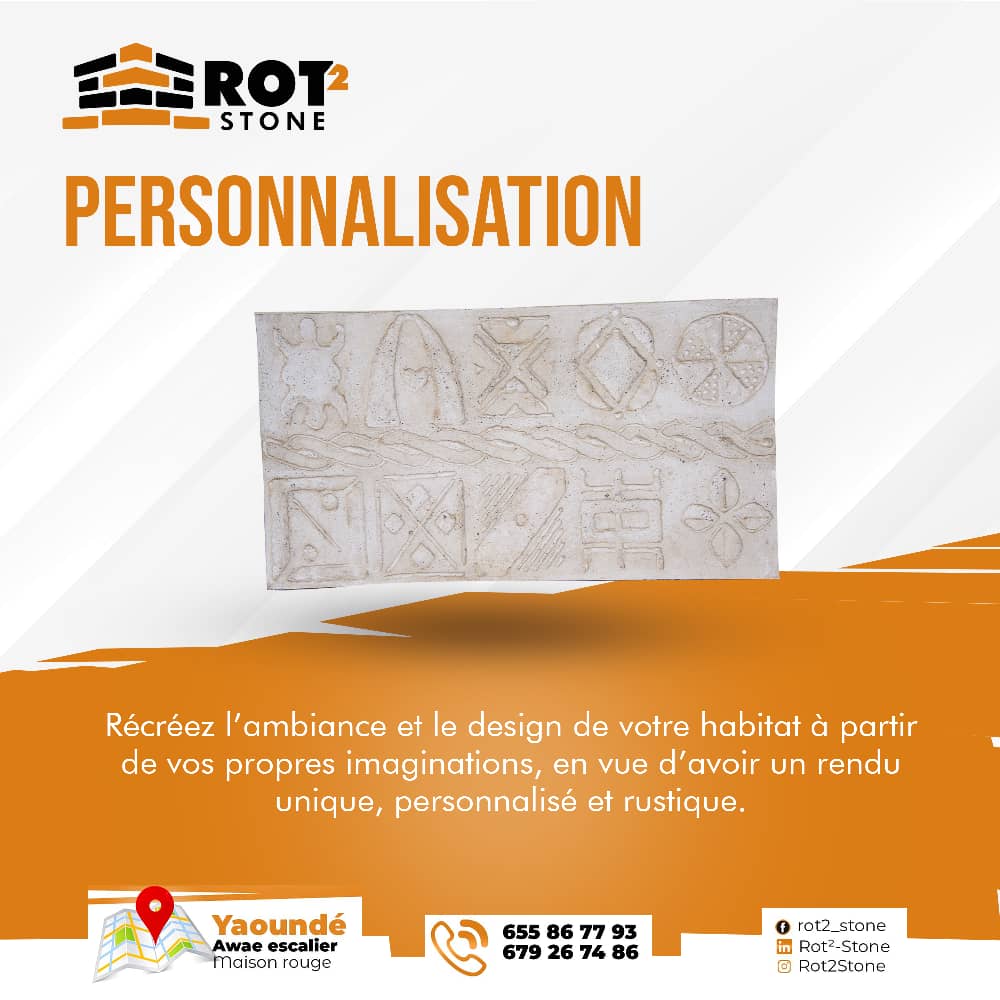 ROT²
STONE
PERSONNALISATION
Récréez l'ambiance et le design de votre habitat à partir
de vos propres imaginations, en vue d'avoir un rendu
unique, personnalisé et rustique.
Yaoundé
Awae escalier
Maison rouge
655 86 77 93
679 26 74 86
rot2_stone
Rot²-Stone
Rot2Stone